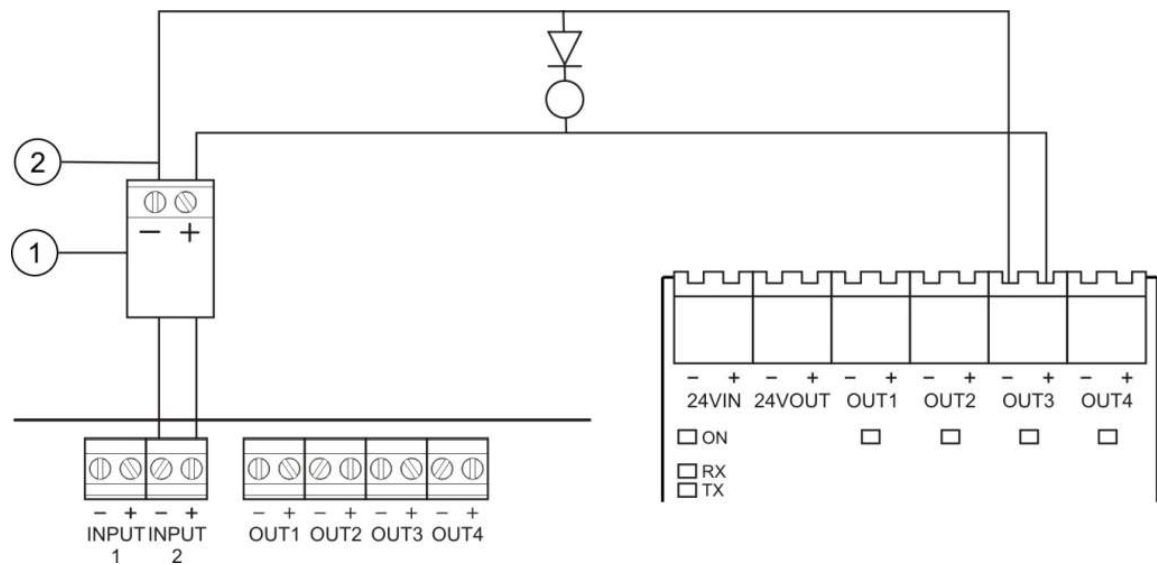 2
1
− +
− + − + − + − + − + − +
24VIN 24VOUT OUT1 OUT2 OUT3 OUT4
ON
RX
TX
− + − + − + − + − + − +
INPUT INPUT OUT1 OUT2 OUT3 OUT4
1 2